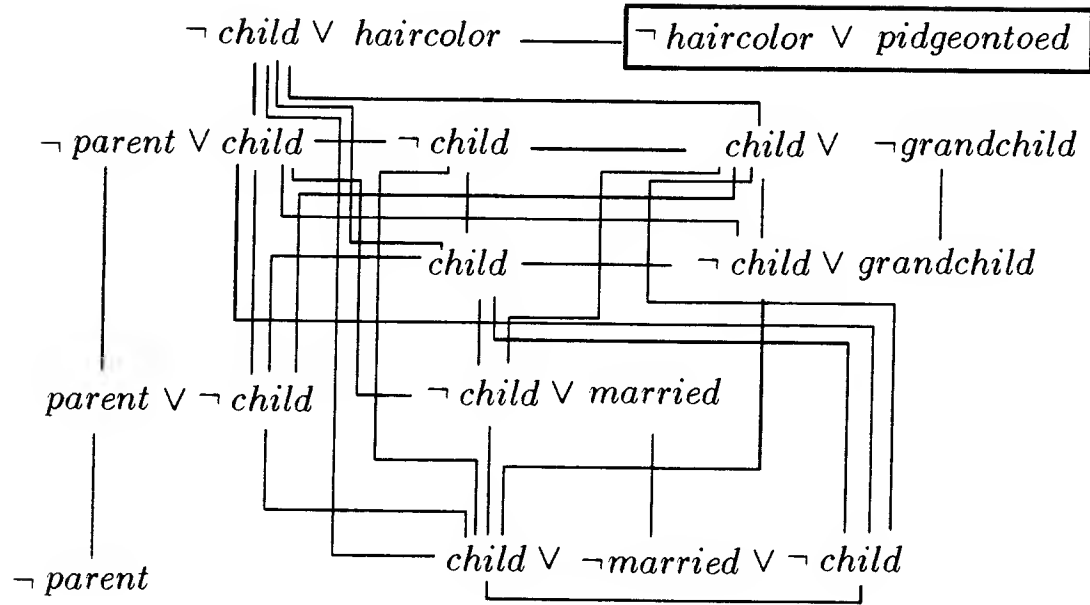 ¬ child ∨ haircolor ¬ haircolor ∨ pidgeontoed
¬ parent ∨ child ¬ child child ∨ ¬grandchild
child ¬ child ∨ grandchild
parent ∨ ¬ child ¬ child ∨ married
child ∨ ¬married ∨ ¬ child
¬ parent